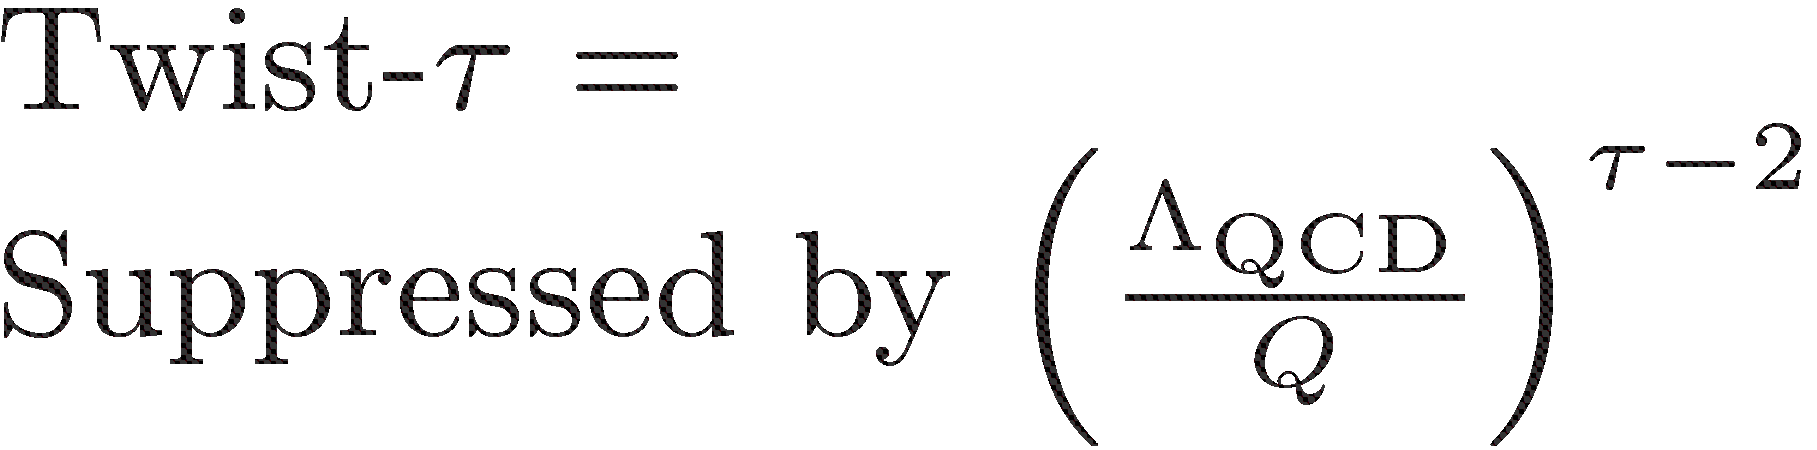 Twist-τ =
Suppressed by (Λ_QCD / Q)^{τ−2}